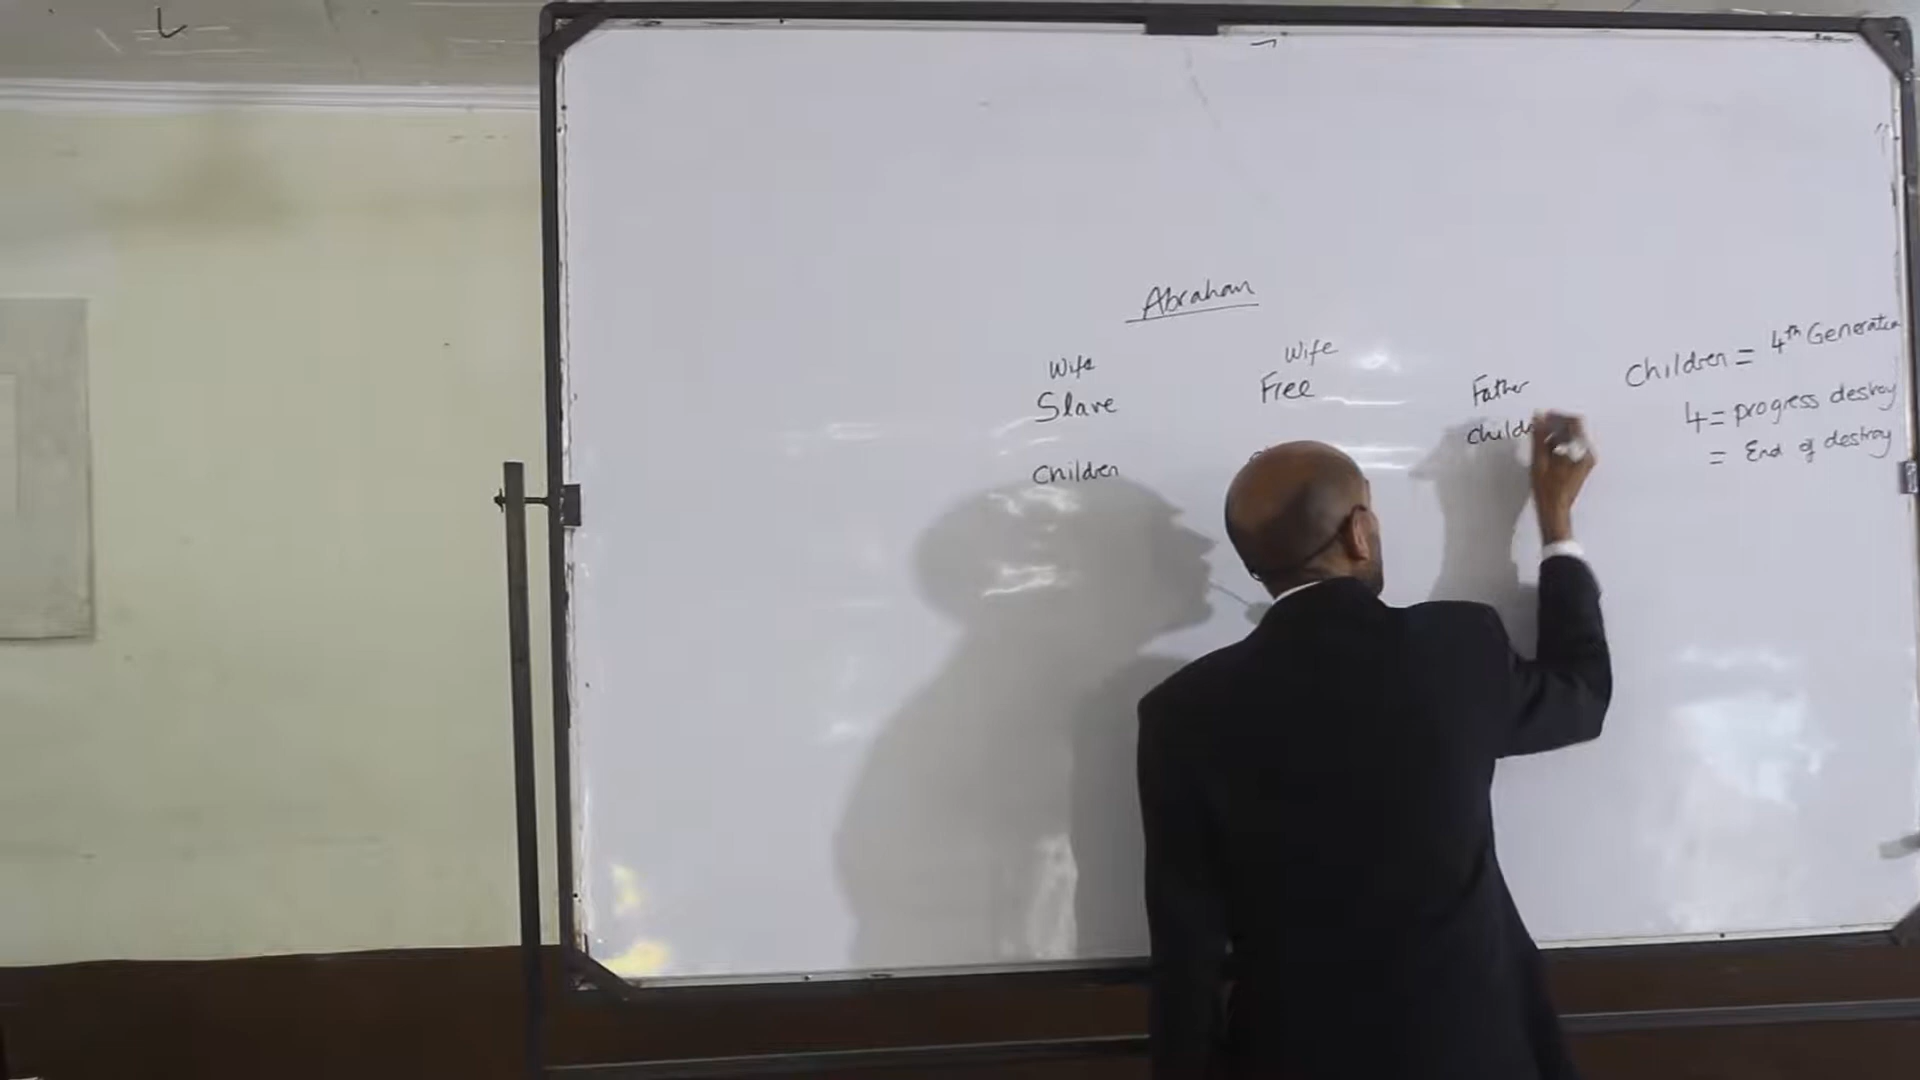 Abraham
Wife
Slave
Children
Wife
Free
Father
Children = 4th Generation
4 = progress destroy
= End of destroy